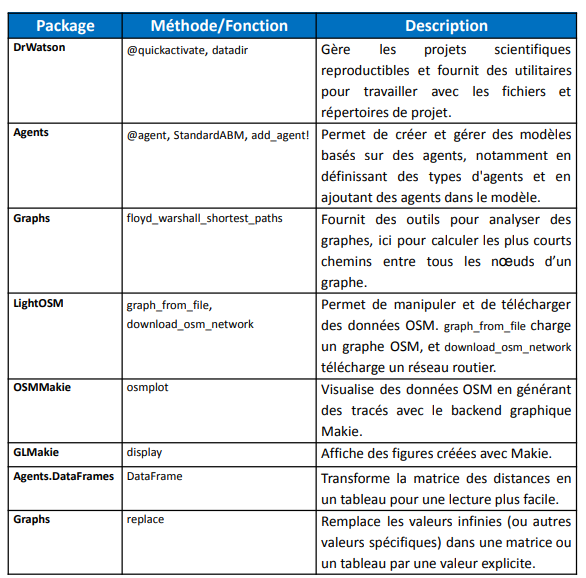 Package Méthode/Fonction Description
DrWatson @quickactivate, datadir Gère les projets scientifiques
reproductibles et fournit des utilitaires
pour travailler avec les fichiers et
répertoires de projet.
Agents @agent, StandardABM, add_agent! Permet de créer et gérer des modèles
basés sur des agents, notamment en
définissant des types d'agents et en
ajoutant des agents dans le modèle.
Graphs floyd_warshall_shortest_paths Fournit des outils pour analyser des
graphes, ici pour calculer les plus courts
chemins entre tous les nœuds d’un
graphe.
LightOSM graph_from_file, Permet de manipuler et de télécharger
download_osm_network des données OSM. graph_from_file charge
un graphe OSM, et download_osm_network
télécharge un réseau routier.
OSMMakie osmplot Visualise des données OSM en générant
des tracés avec le backend graphique
Makie.
GLMakie display Affiche des figures créées avec Makie.
Agents.DataFrames DataFrame Transforme la matrice des distances en
un tableau pour une lecture plus facile.
Graphs replace Remplace les valeurs infinies (ou autres
valeurs spécifiques) dans une matrice ou
un tableau par une valeur explicite.